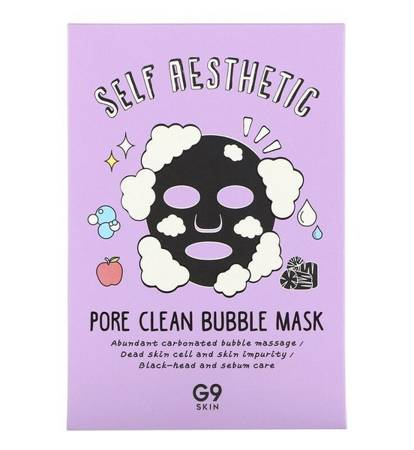 SELF AESTHETIC
PORE CLEAN BUBBLE MASK
Abundant carbonated bubble massage /
Dead skin cell and skin impurity /
Black-head and sebum care
G9
SKIN